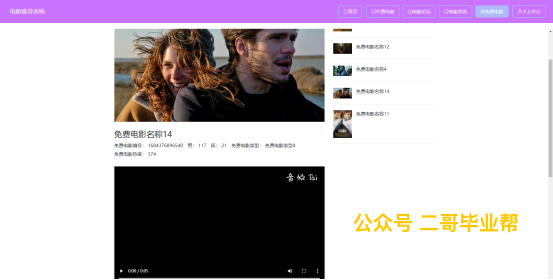 电影推荐系统
首页 付费电影 电影论坛 电影资讯 免费电影 个人中心
免费电影名称12
免费电影名称4
免费电影名称14
免费电影名称11
免费电影名称14
免费电影编号： 1684376896540 赞： 117 踩： 21 免费电影类型： 免费电影类型4
免费电影热度： 374
0:00 / 0:05
公众号 二哥毕业帮